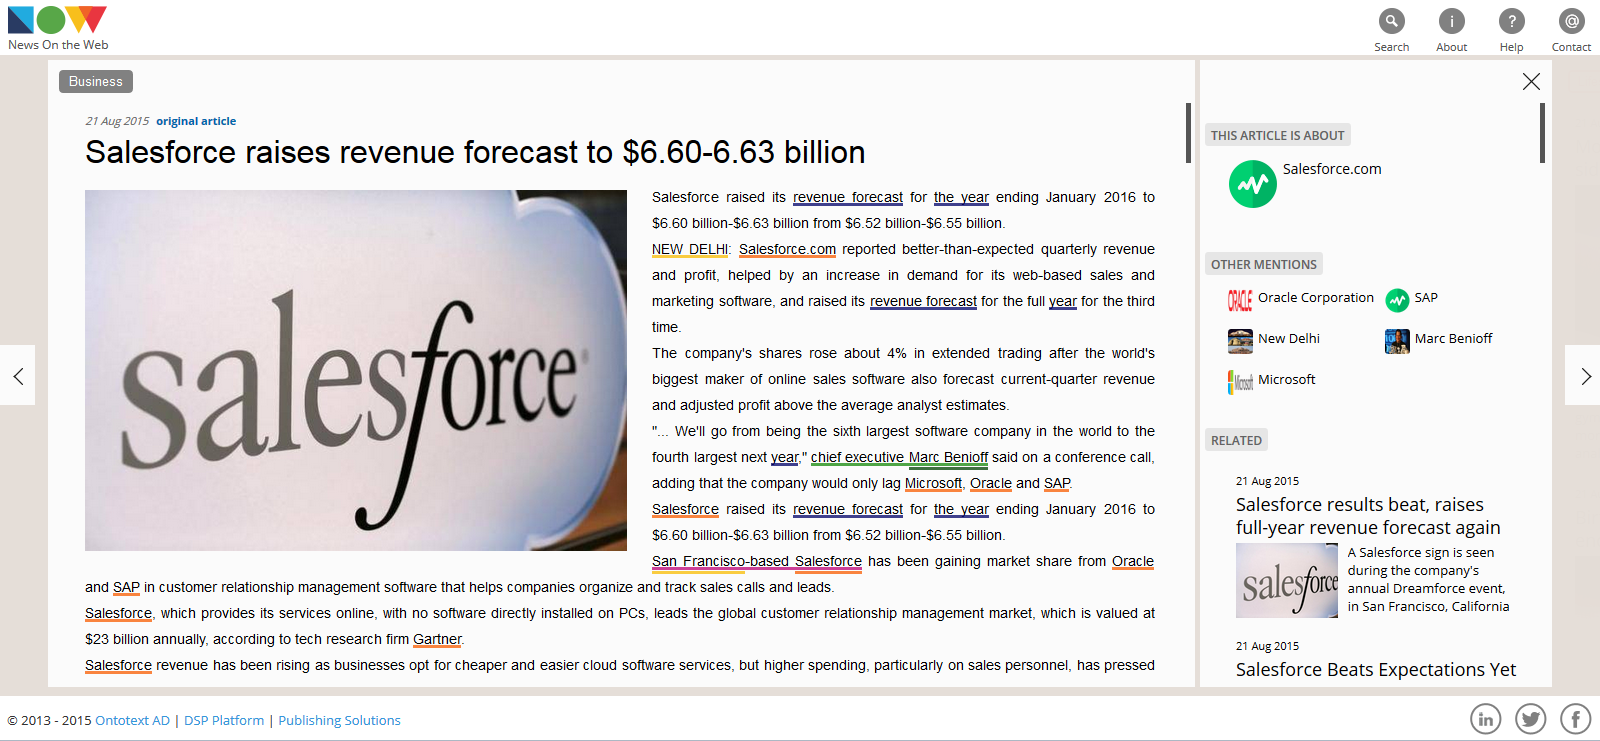 News On the Web
Search
About
Help
Contact
Business
21 Aug 2015 original article
Salesforce raises revenue forecast to $6.60-6.63 billion
salesforce
Salesforce raised its revenue forecast for the year ending January 2016 to
$6.60 billion-$6.63 billion from $6.52 billion-$6.55 billion.
NEW DELHI: Salesforce.com reported better-than-expected quarterly revenue
and profit, helped by an increase in demand for its web-based sales and
marketing software, and raised its revenue forecast for the full year for the third
time.
The company's shares rose about 4% in extended trading after the world's
biggest maker of online sales software also forecast current-quarter revenue
and adjusted profit above the average analyst estimates.
"... We'll go from being the sixth largest software company in the world to the
fourth largest next year," chief executive Marc Benioff said on a conference call,
adding that the company would only lag Microsoft, Oracle and SAP.
Salesforce raised its revenue forecast for the year ending January 2016 to
$6.60 billion-$6.63 billion from $6.52 billion-$6.55 billion.
San Francisco-based Salesforce has been gaining market share from Oracle
and SAP in customer relationship management software that helps companies organize and track sales calls and leads.
Salesforce, which provides its services online, with no software directly installed on PCs, leads the global customer relationship management market, which is valued at
$23 billion annually, according to tech research firm Gartner.
Salesforce revenue has been rising as businesses opt for cheaper and easier cloud software services, but higher spending, particularly on sales personnel, has pressed
THIS ARTICLE IS ABOUT
Salesforce.com
OTHER MENTIONS
ORACLE Oracle Corporation
SAP
New Delhi
Marc Benioff
Microsoft Microsoft
RELATED
21 Aug 2015
Salesforce results beat, raises
full-year revenue forecast again
salesforce
A Salesforce sign is seen
during the company's
annual Dreamforce event,
in San Francisco, California
21 Aug 2015
Salesforce Beats Expectations Yet
© 2013 - 2015 Ontotext AD | DSP Platform | Publishing Solutions
in
f